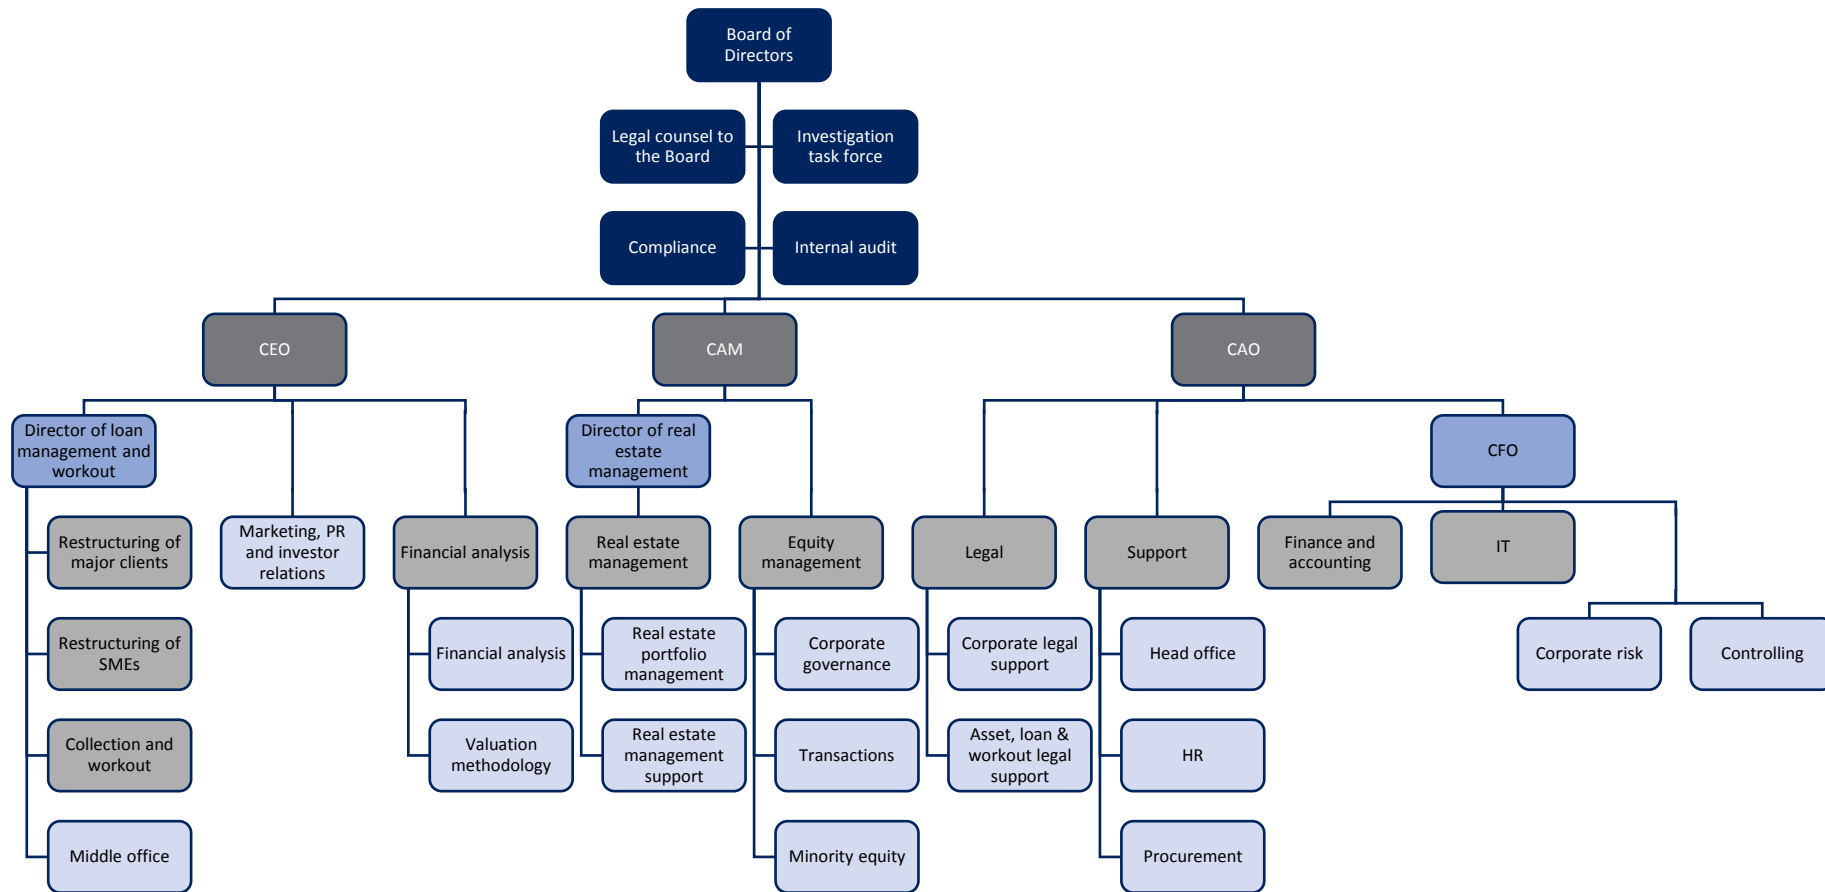 Board of
Directors
Legal counsel to
the Board
Investigation
task force
Compliance
Internal audit
CEO
CAM
CAO
Director of loan
management and
workout
Director of real
estate
management
CFO
Restructuring of
major clients
Marketing, PR
and investor
relations
Financial analysis
Real estate
management
Equity
management
Legal
Support
Finance and
accounting
IT
Restructuring of
SMEs
Financial analysis
Real estate
portfolio
management
Corporate
governance
Corporate legal
support
Head office
Corporate risk
Controlling
Collection and
workout
Valuation
methodology
Real estate
management
support
Transactions
Asset, loan &
workout legal
support
HR
Middle office
Minority equity
Procurement